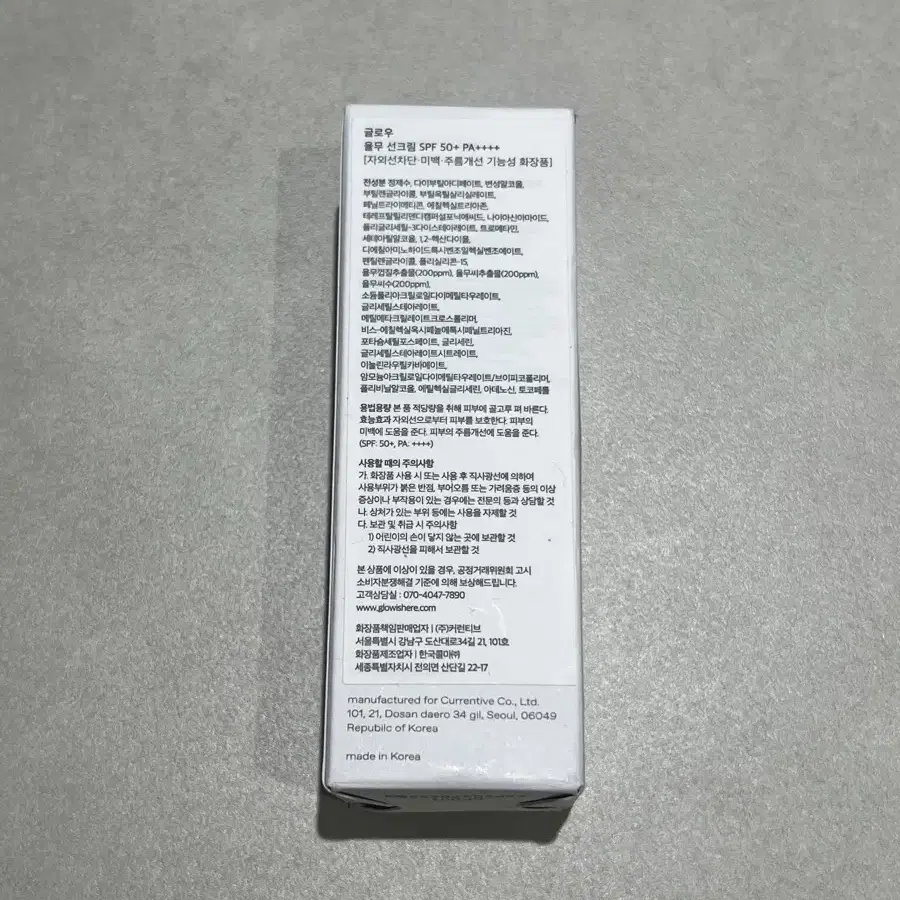 글로우
율무 선크림 SPF 50+ PA++++
[자외선차단·미백·주름개선 기능성 화장품]
전성분 정제수, 다이부틸아디페이트, 변성알코올,
부틸렌글라이콜, 부틸옥틸살리실레이트,
페닐트라이메티콘, 에칠헥실트리아존,
테레프탈릴리덴디캠퍼설포닉애씨드, 나이아신아마이드,
폴리글리세릴-3다이스테아레이트, 트로메타민,
세테아릴알코올, 1,2-헥산다이올,
디에칠아미노하이드록시벤조일헥실벤조에이트,
펜틸렌글라이콜, 폴리실리콘-15,
율무껍질추출물(200ppm), 율무씨추출물(200ppm),
율무씨수(200ppm),
소듐폴리아크릴로일다이메틸타우레이트,
글리세릴스테아레이트,
메틸메타크릴레이트크로스폴리머,
비스-에칠헥실옥시페놀메톡시페닐트리아진,
포타슘세틸포스페이트, 글리세린,
글리세릴스테아레이트시트레이트,
이눌린라우릴카바메이트,
암모늄아크릴로일다이메틸타우레이트/브이피코폴리머,
폴리비닐알코올, 에틸헥실글리세린, 아데노신, 토코페롤
용법용량 본 품 적당량을 취해 피부에 골고루 펴 바른다.
효능효과 자외선으로부터 피부를 보호한다. 피부의
미백에 도움을 준다. 피부의 주름개선에 도움을 준다.
(SPF: 50+, PA: ++++)
사용할 때의 주의사항
가. 화장품 사용 시 또는 사용 후 직사광선에 의하여
사용부위가 붉은 반점, 부어오름 또는 가려움증 등의 이상
증상이나 부작용이 있는 경우에는 전문의 등과 상담할 것
나. 상처가 있는 부위 등에는 사용을 자제할 것
다. 보관 및 취급 시 주의사항
1) 어린이의 손이 닿지 않는 곳에 보관할 것
2) 직사광선을 피해서 보관할 것
본 상품에 이상이 있을 경우, 공정거래위원회 고시
소비자분쟁해결 기준에 의해 보상해드립니다.
고객상담실 : 070-4047-7890
www.glowishere.com
화장품책임판매업자 | (주)커런티브
서울특별시 강남구 도산대로34길 21, 101호
화장품제조업자 | 한국콜마㈜
세종특별자치시 전의면 산단길 22-17
manufactured for Currentive Co., Ltd.
101, 21, Dosan daero 34 gil, Seoul, 06049
Republic of Korea
made in Korea